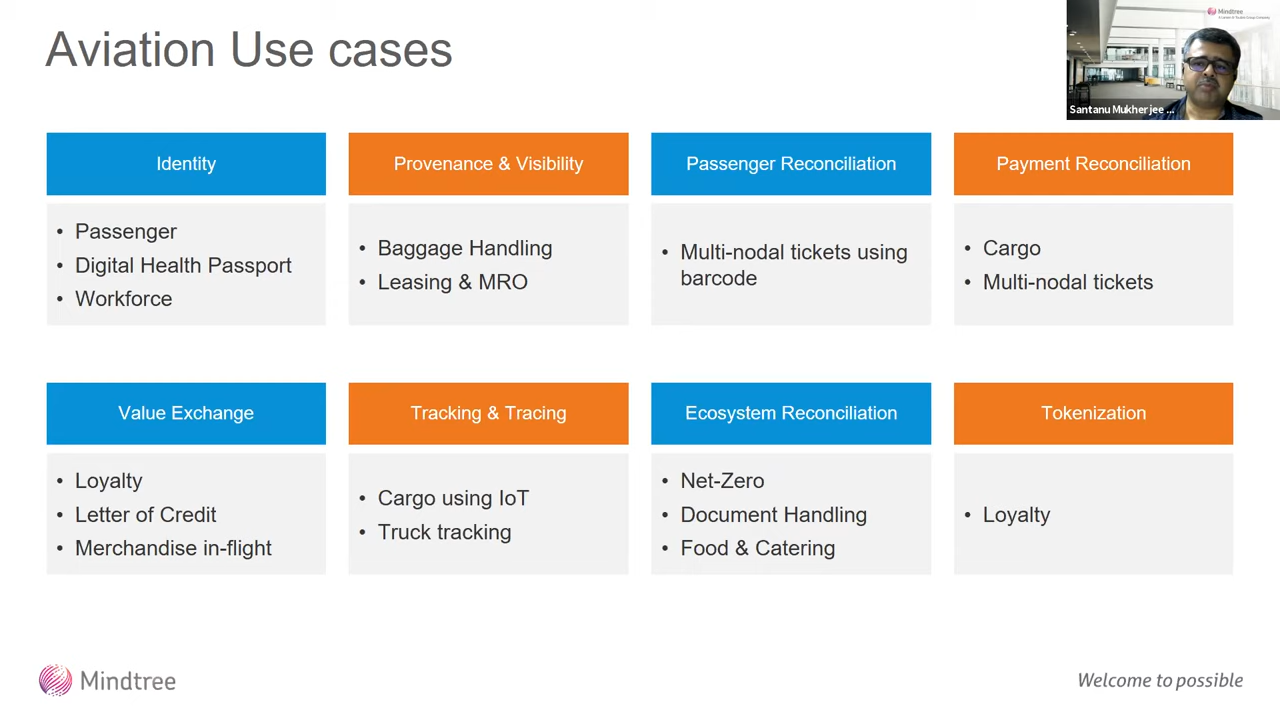 Aviation Use cases
Mindtree
Santanu Mukherjee ...
Identity
Passenger
Digital Health Passport
Workforce
Provenance & Visibility
Baggage Handling
Leasing & MRO
Passenger Reconciliation
Multi-nodal tickets using
barcode
Payment Reconciliation
Cargo
Multi-nodal tickets
Value Exchange
Loyalty
Letter of Credit
Merchandise in-flight
Tracking & Tracing
Cargo using IoT
Truck tracking
Ecosystem Reconciliation
Net-Zero
Document Handling
Food & Catering
Tokenization
Loyalty
Mindtree
Welcome to possible